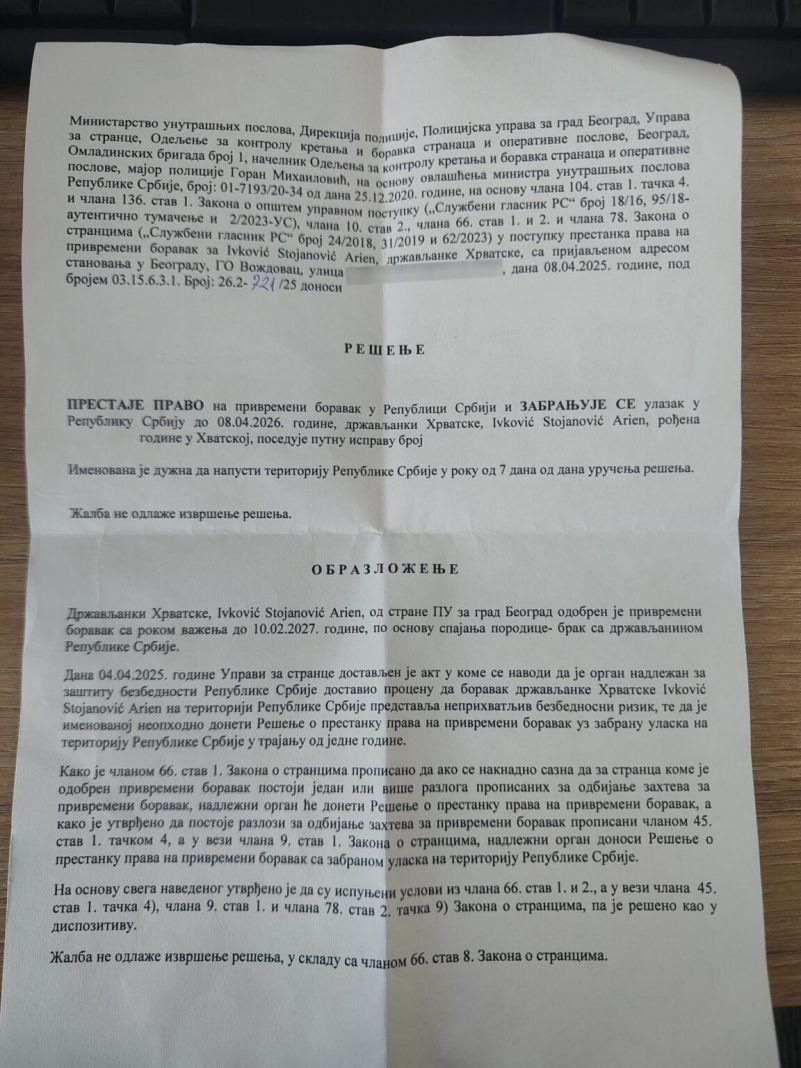 Министарство унутрашњих послова, Дирекција полиције, Полицијска управа за град Београд, Управа
за странце, Одељење за контролу кретања и боравка странаца и оперативне послове, Београд,
Омладинских бригада број 1, начелник Одељења за контролу кретања и боравка странаца и оперативне
послове, мајор полиције Горан Михаиловић, на основу овлашћења министра унутрашњих послова
Републике Србије, број: 01-7193/20-34 од дана 25.12.2020. године, на основу члана 104. став 1. тачка 4.
и члана 136. став 1. Закона о општем управном поступку („Службени гласник РС“ број 18/16, 95/18-
аутентично тумачење и 2/2023-УС), члана 10. став 2., члана 66. став 1. и 2. и члана 78. Закона о
странцима („Службени гласник РС“ број 24/2018, 31/2019 и 62/2023) у поступку престанка права на
привремени боравак за Ivković Stojanović Arien, држављанке Хрватске, са пријављеном адресом
становања у Београду, ГО Вождовац, улица , дана 08.04.2025. године, под
бројем 03.15.6.3.1. Број: 26.2- 721 /25 доноси
РЕШЕЊЕ
ПРЕСТАЈЕ ПРАВО на привремени боравак у Републици Србији и ЗАБРАЊУЈЕ СЕ улазак у
Републику Србију до 08.04.2026. године, држављанки Хрватске, Ivković Stojanović Arien, рођена
године у Хватској, поседује путну исправу број
Именована је дужна да напусти територију Републике Србије у року од 7 дана од дана уручења решења.
Жалба не одлаже извршење решења.
ОБРАЗЛОЖЕЊЕ
Држављанки Хрватске, Ivković Stojanović Arien, од стране ПУ за град Београд одобрен је привремени
боравак са роком важења до 10.02.2027. године, по основу спајања породице- брак са држављанином
Републике Србије.
Дана 04.04.2025. године Управи за странце достављен је акт у коме се наводи да је орган надлежан за
заштиту безбедности Републике Србије доставио процену да боравак држављанке Хрватске Ivković
Stojanović Arien на територији Републике Србије представља неприхватљив безбедносни ризик, те да је
именованој неопходно донети Решење о престанку права на привремени боравак уз забрану уласка на
територију Републике Србије у трајању од једне године.
Како је чланом 66. став 1. Закона о странцима прописано да ако се накнадно сазна да за странца коме је
одобрен привремени боравак постоји један или више разлога прописаних за одбијање захтева за
привремени боравак, надлежни орган ће донети Решење о престанку права на привремени боравак, а
како је утврђено да постоје разлози за одбијање захтева за привремени боравак прописани чланом 45.
став 1. тачком 4, а у вези члана 9. став 1. Закона о странцима, надлежни орган доноси Решење о
престанку права на привремени боравак са забраном уласка на територију Републике Србије.
На основу свега наведеног утврђено је да су испуњени услови из члана 66. став 1. и 2., а у вези члана 45.
став 1. тачка 4), члана 9. став 1. и члана 78. став 2. тачка 9) Закона о странцима, па је решено као у
диспозитиву.
Жалба не одлаже извршење решења, у складу са чланом 66. став 8. Закона о странцима.